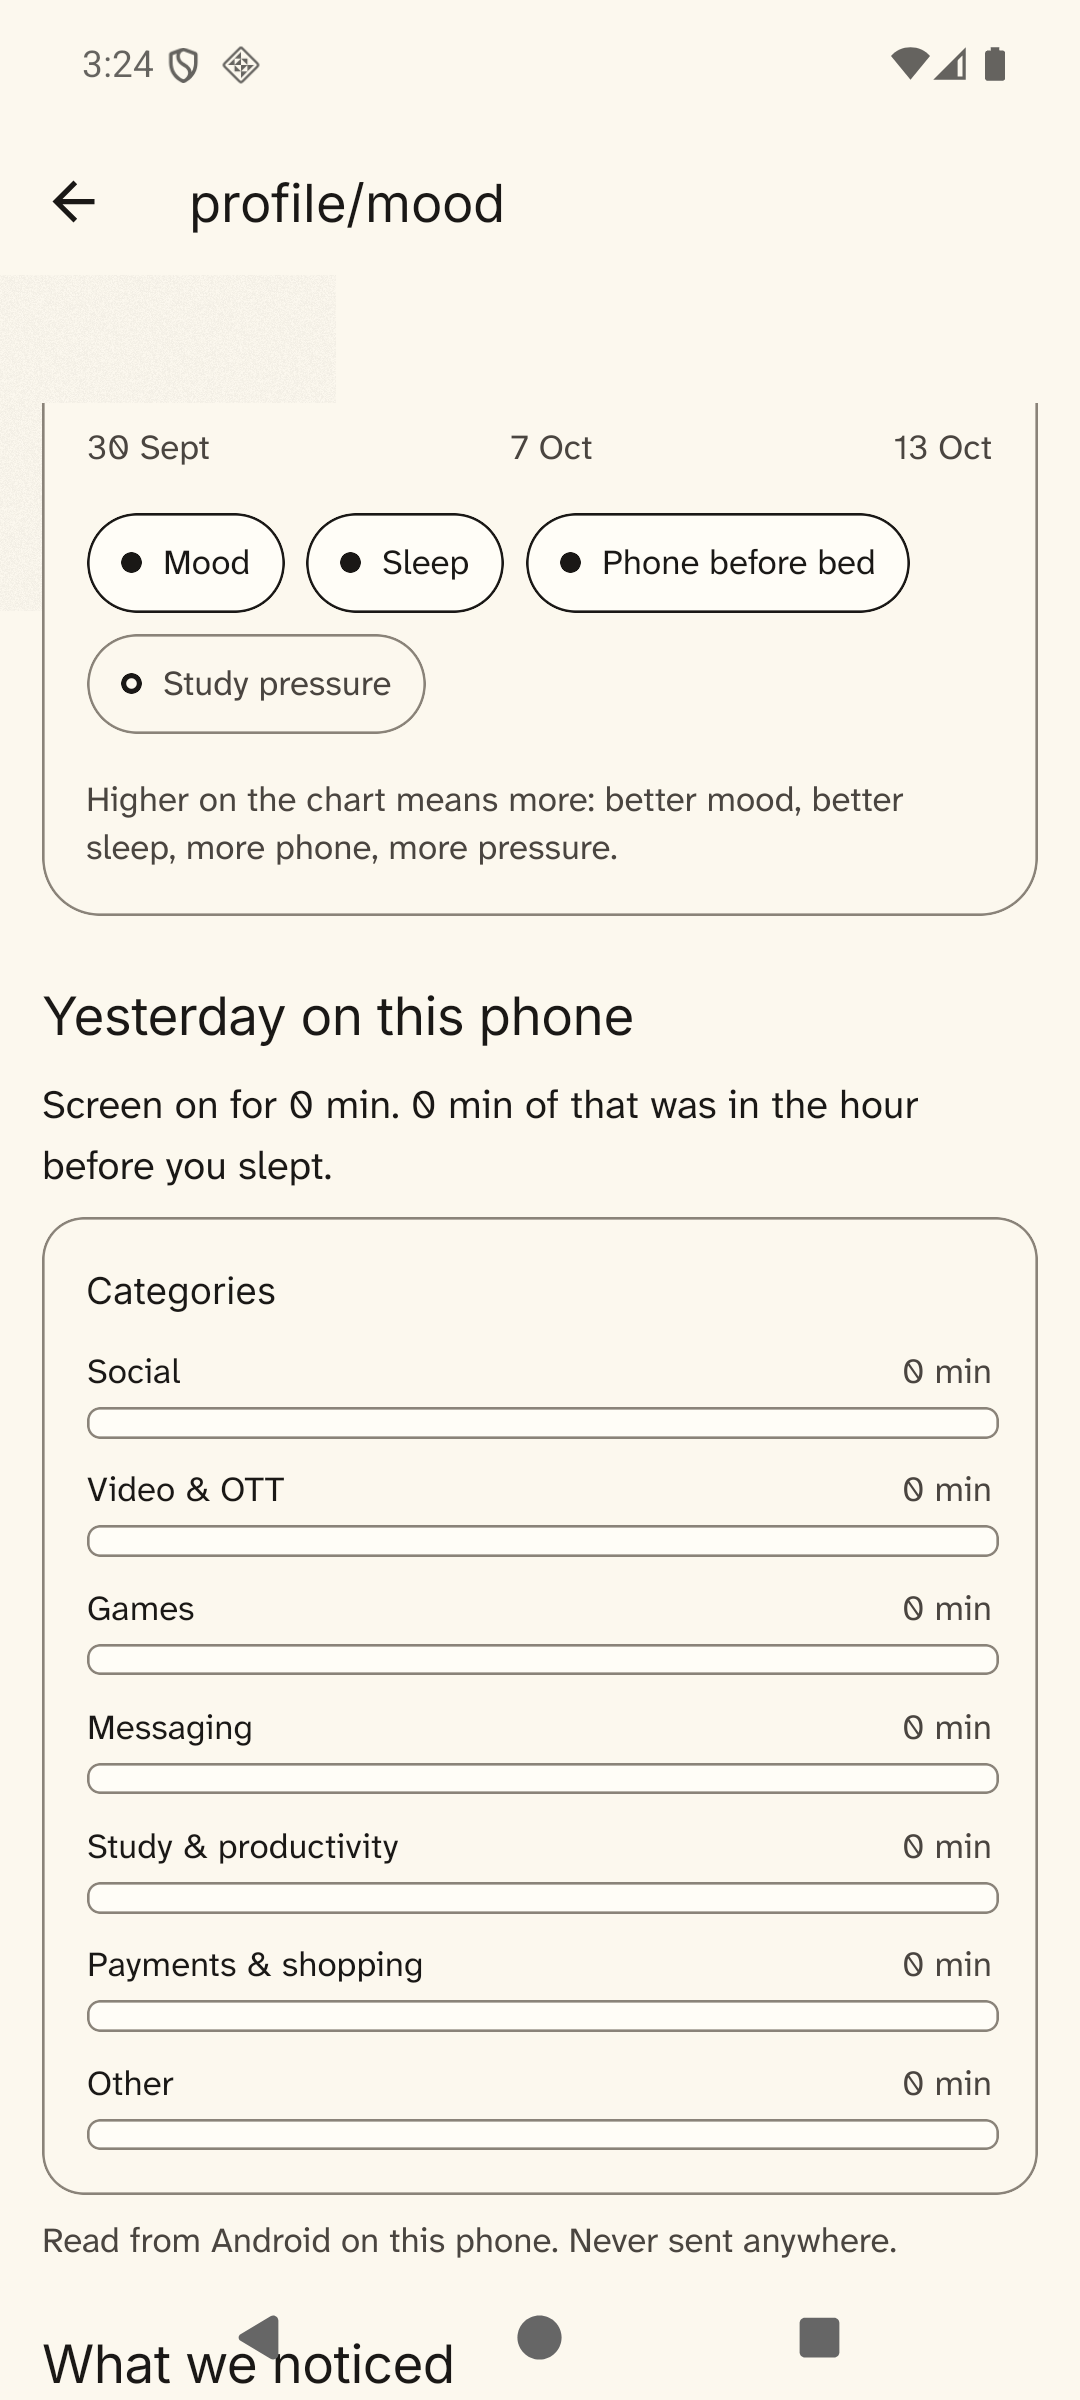 3:24
profile/mood
30 Sept 7 Oct 13 Oct
Mood Sleep Phone before bed
Study pressure
Higher on the chart means more: better mood, better
sleep, more phone, more pressure.
Yesterday on this phone
Screen on for 0 min. 0 min of that was in the hour
before you slept.
Categories
Social 0 min
Video & OTT 0 min
Games 0 min
Messaging 0 min
Study & productivity 0 min
Payments & shopping 0 min
Other 0 min
Read from Android on this phone. Never sent anywhere.
What we noticed